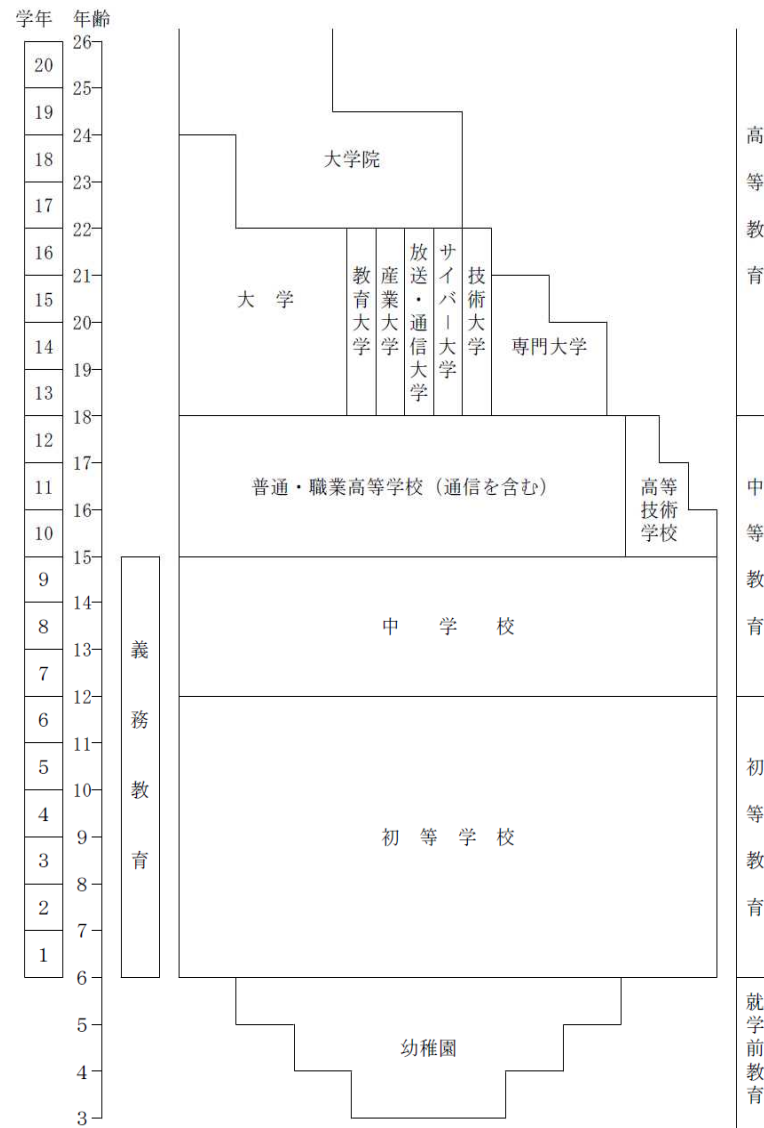 学年 年齢
26
20
25
19
24
18
23
17
22
16
21
15
20
14
19
13
18
12
17
11
16
10
15
9
14
8
13
7
12
6
11
5
10
4
9
3
8
2
7
1
6
5
4
3
義務教育
大学院
大 学
教育大学
産業大学
放送・通信大学
サイバー大学
技術大学
専門大学
普通・職業高等学校（通信を含む）
高等
技術
学校
中 学 校
初 等 学 校
幼稚園
高等教育
中等教育
初等教育
就学前教育